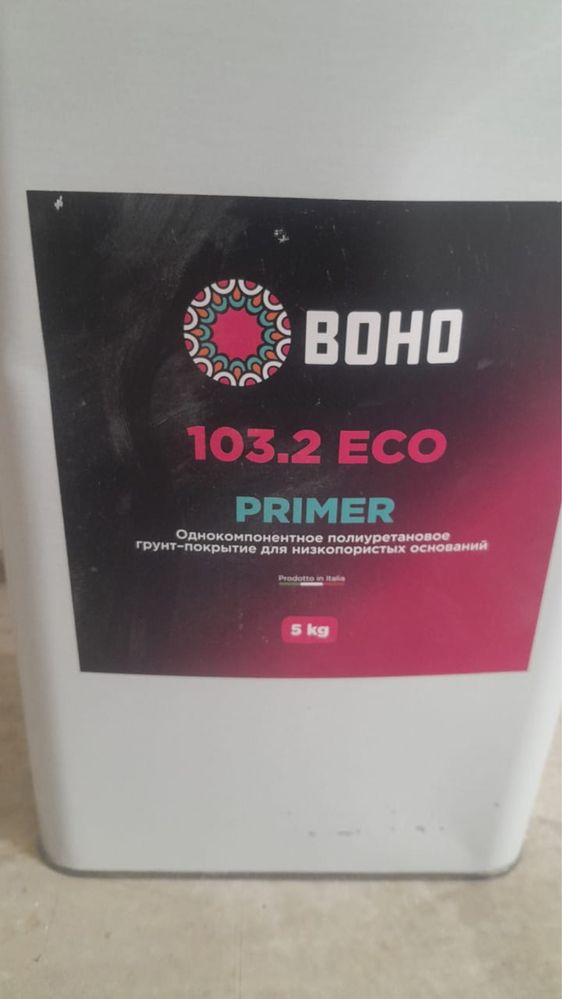 BOHO
103.2 ECO
PRIMER
Однокомпонентное полиуретановое
грунт-покрытие для низкопористых оснований
Prodotto in Italia
5 kg